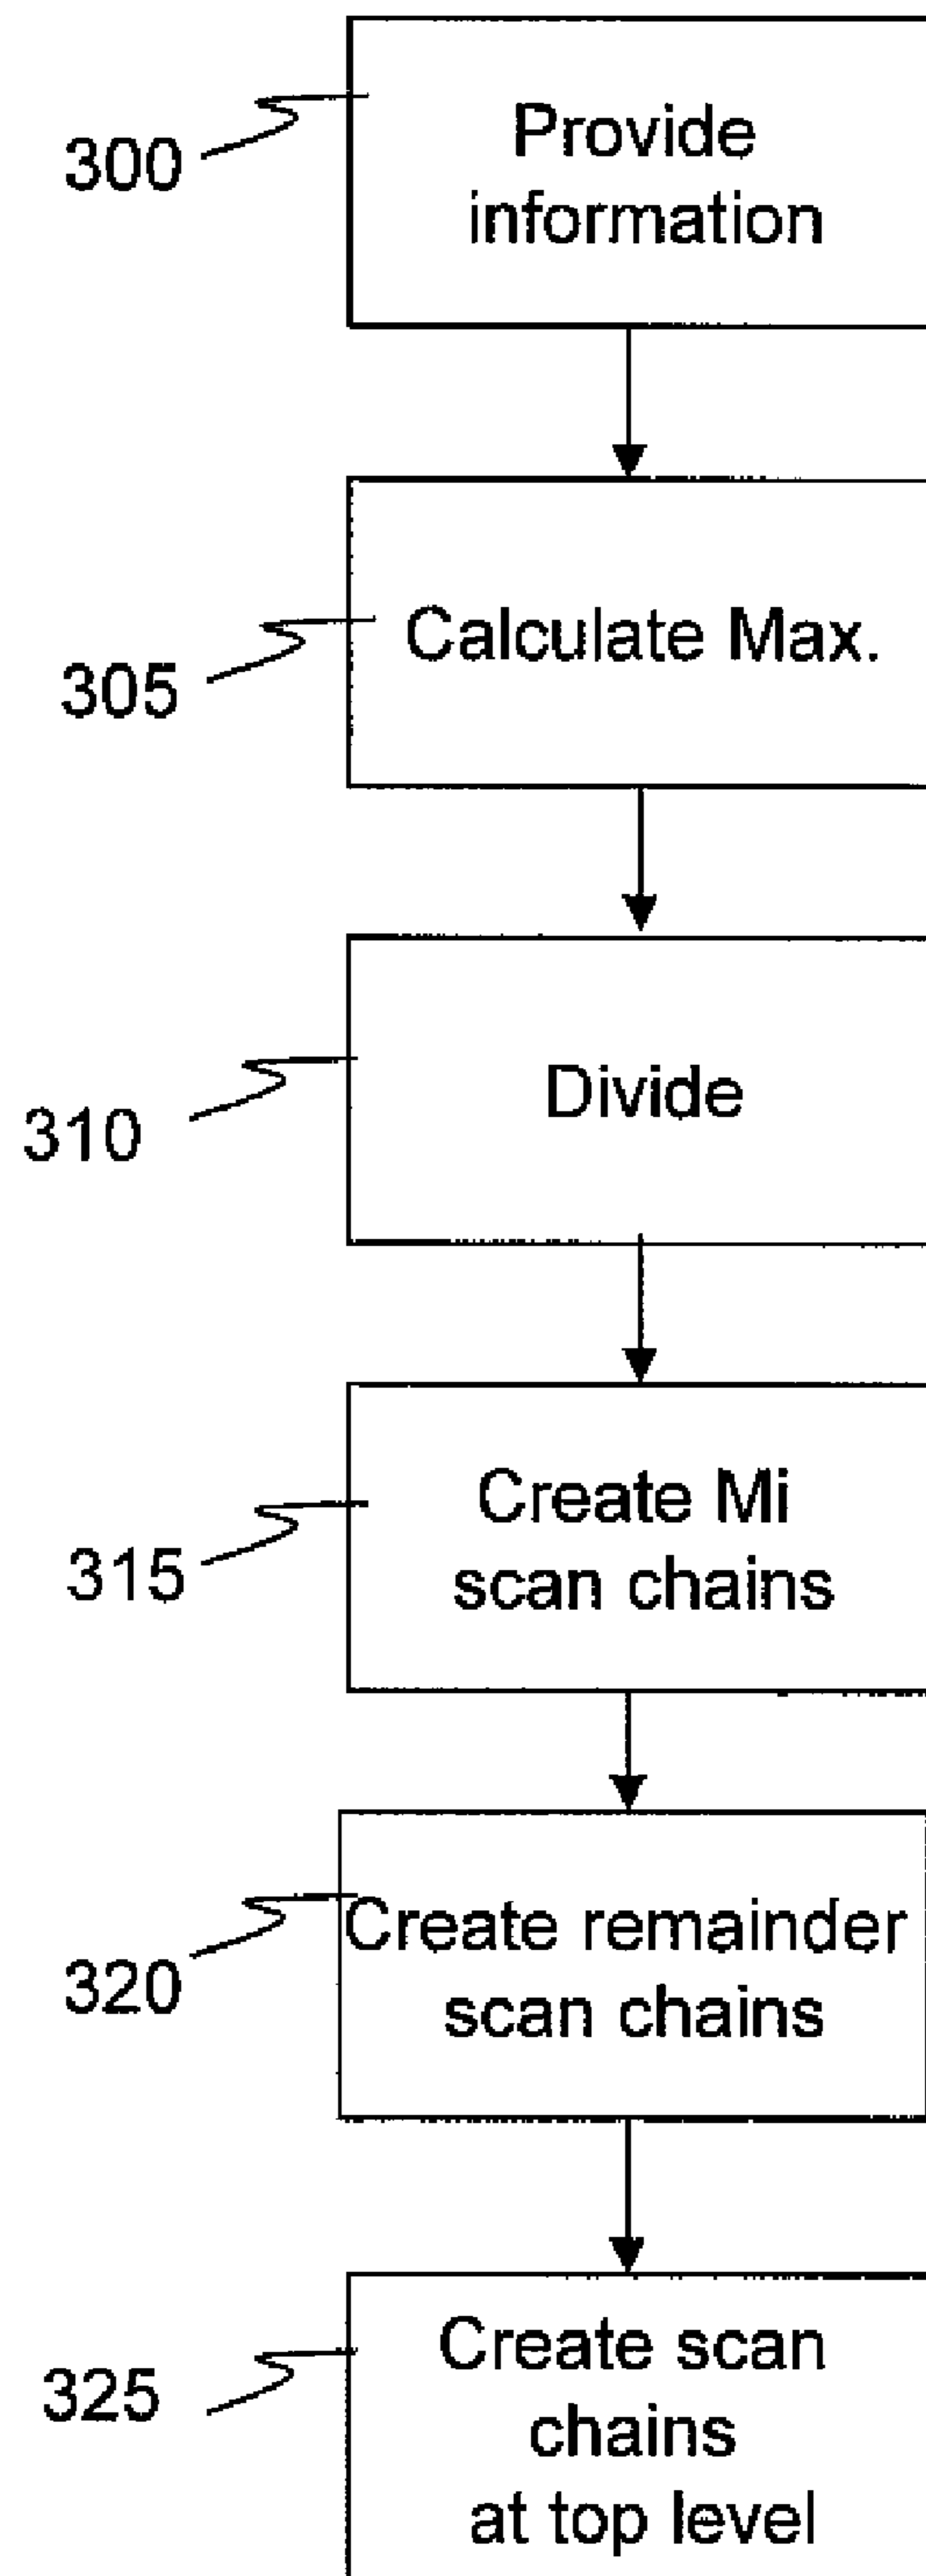 300
Provide
information
305
Calculate Max.
310
Divide
315
Create Mi
scan chains
320
Create remainder
scan chains
325
Create scan
chains
at top level